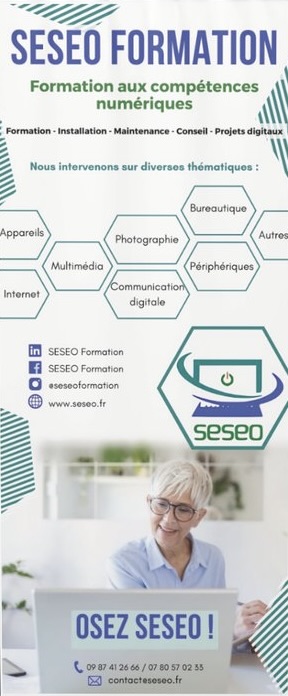 SESEO FORMATION
Formation aux compétences
numériques
Formation - Installation - Maintenance - Conseil - Projets digitaux
Nous intervenons sur diverses thématiques :
Bureautique
Appareils
Photographie
Autres
Multimédia
Périphériques
Internet
Communication
digitale
SESEO Formation
SESEO Formation
@seseoformation
www.seseo.fr
seseo
OSEZ SESEO !
09 87 41 26 66 / 07 80 57 02 33
contact@seseo.fr